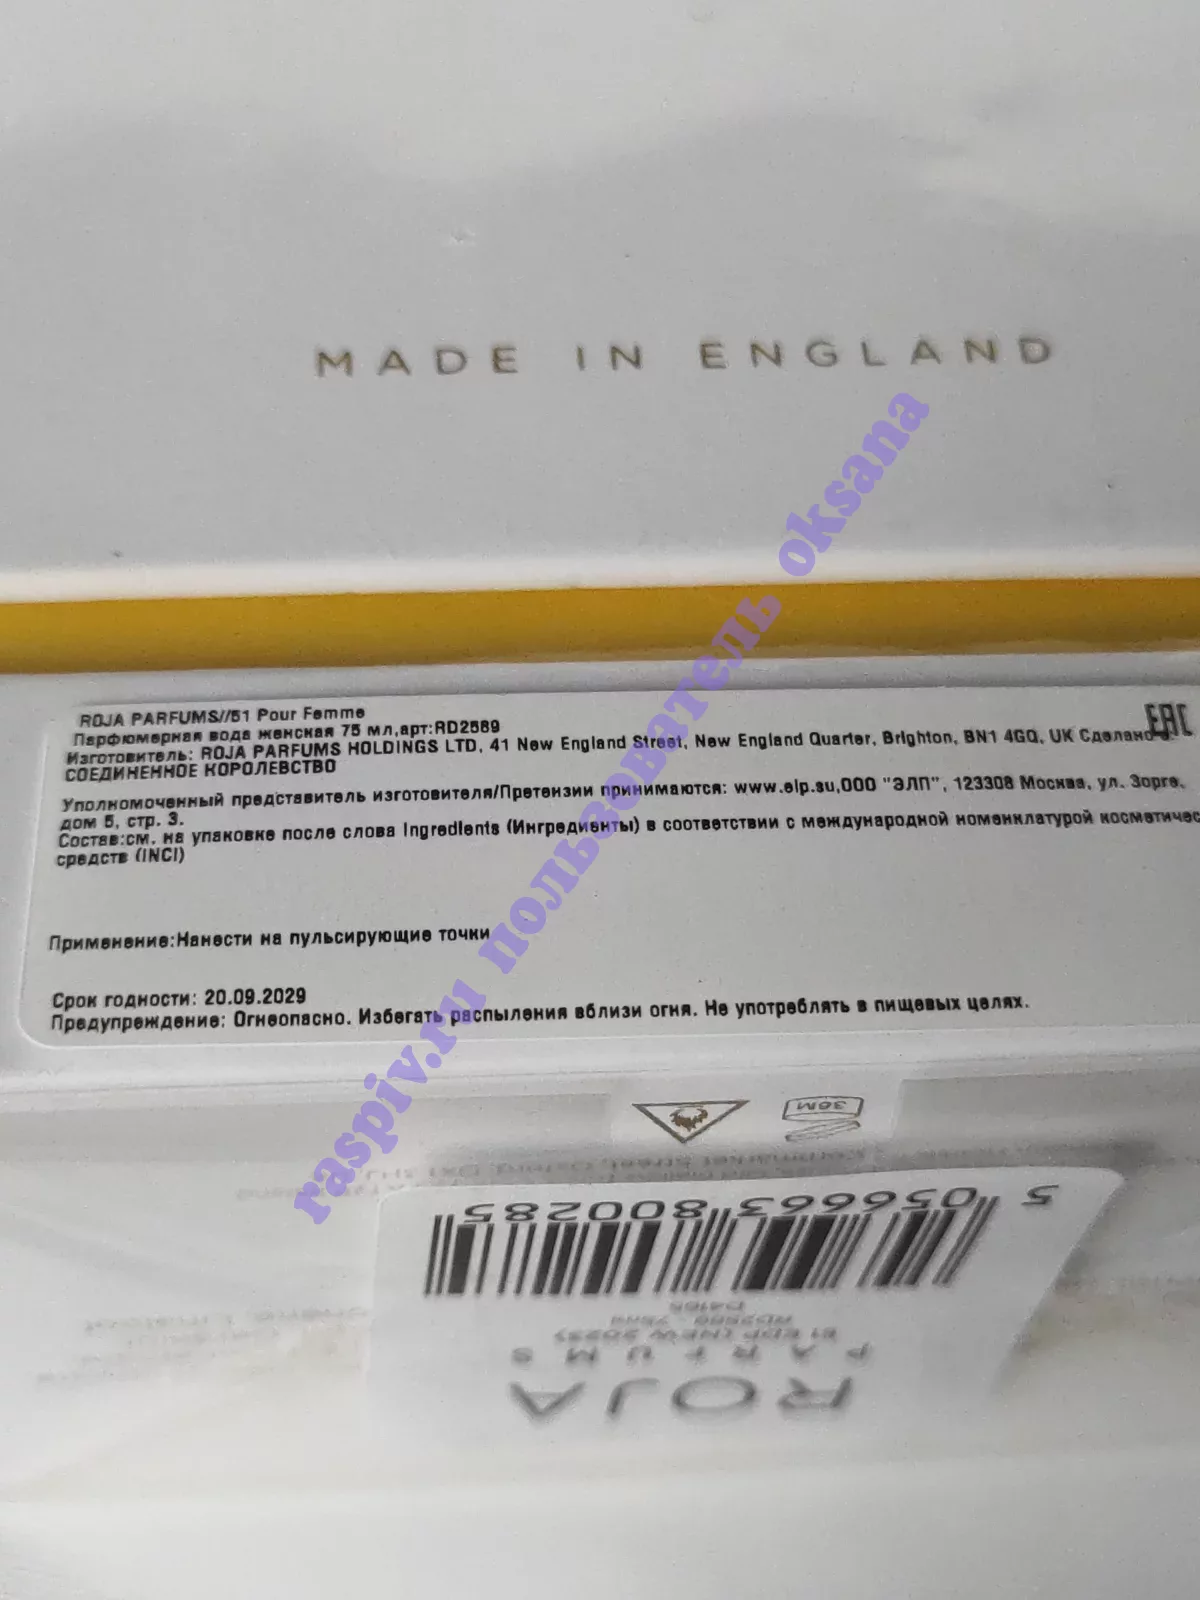 MADE IN ENGLAND
ROJA PARFUMS//51 Pour Femme
Парфюмерная вода женская 75 мл,арт:RD2589
Изготовитель: ROJA PARFUMS HOLDINGS LTD, 41 New England Street, New England Quarter, Brighton, BN1 4GQ, UK Сделано в:
EAC
СОЕДИНЕННОЕ КОРОЛЕВСТВО
Уполномоченный представитель изготовителя/Претензии принимаются: www.elp.su,ООО "ЭЛП", 123308 Москва, ул. Зорге,
дом 5, стр. 3.
Состав:см. на упаковке после слова Ingredients (Ингредиенты) в соответствии с международной номенклатурой косметичес
средств (INCI)
Применение:Нанести на пульсирующие точки
Срок годности: 20.09.2029
Предупреждение: Огнеопасно. Избегать распыления вблизи огня. Не употреблять в пищевых целях.
raspiv.ru пользователь oksana
36M
5 056663 800285
ROJA
PARFUMS